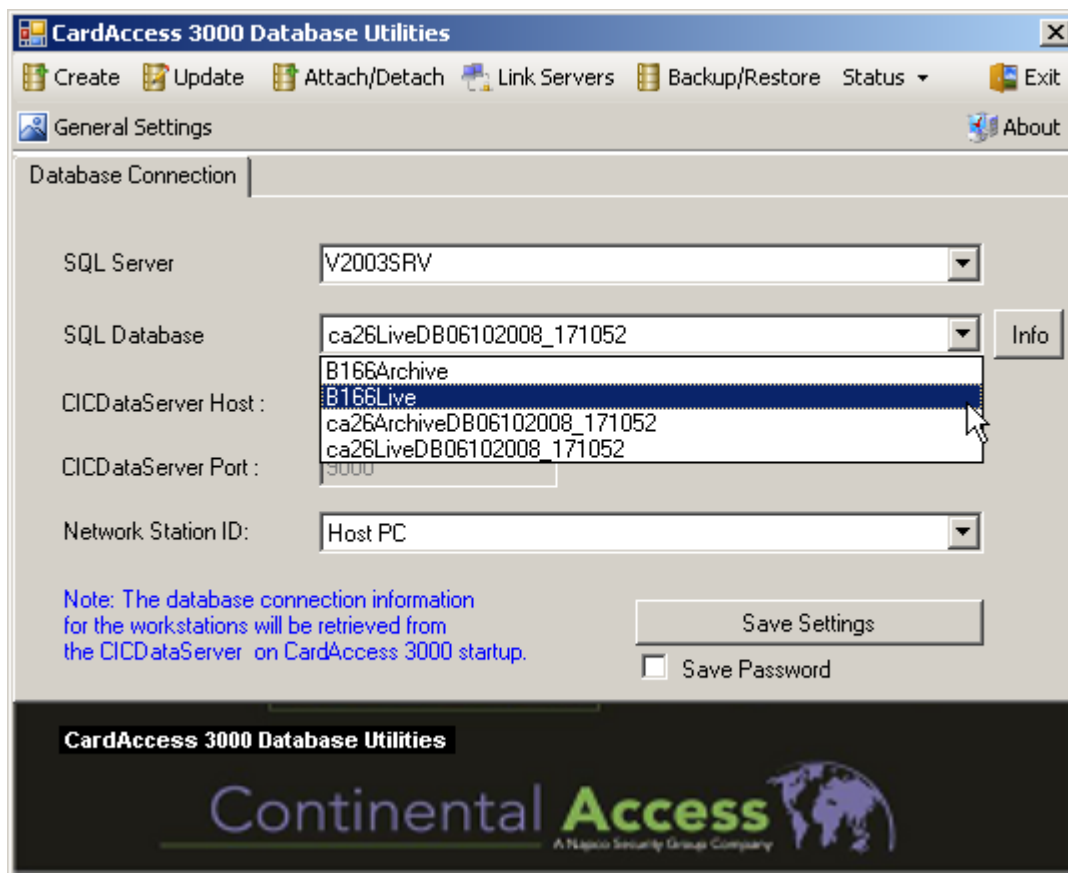 CardAccess 3000 Database Utilities
Create Update Attach/Detach Link Servers Backup/Restore Status Exit
General Settings About
Database Connection
SQL Server V2003SRV
SQL Database ca26LiveDB06102008_171052 Info
B166Archive
CICDataServer Host : B166Live
ca26ArchiveDB06102008_171052
ca26LiveDB06102008_171052
CICDataServer Port : 9000
Network Station ID: Host PC
Note: The database connection information
for the workstations will be retrieved from
the CICDataServer on CardAccess 3000 startup.
Save Settings
Save Password
CardAccess 3000 Database Utilities
Continental Access
A Napco Security Group Company